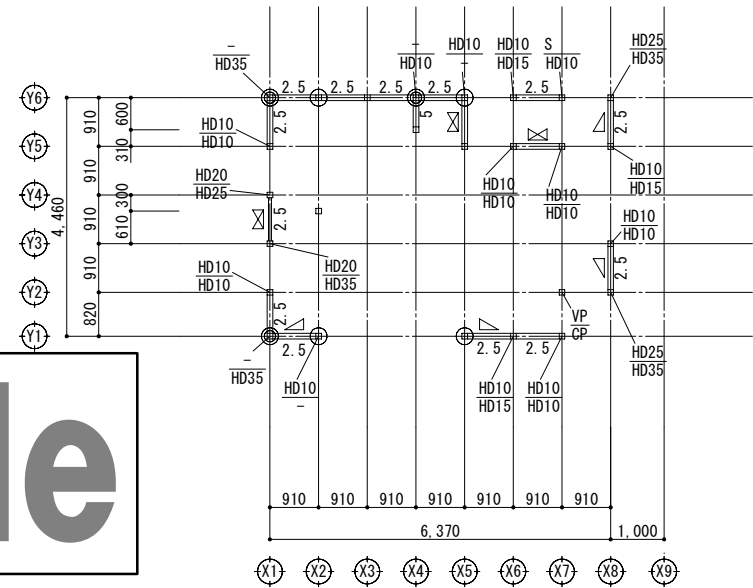 -
HD35
-
HD10
HD10
-
HD10
HD15
S
HD10
HD25
HD35
2.5
2.5
2.5
2.5
2.5
Y6
910
600
2.5
5
2.5
Y5
310
HD10
HD10
HD10
HD15
910
HD20
HD25
HD10
HD10
HD10
HD10
Y4
300
4,460
910
610
2.5
HD10
HD10
Y3
HD10
HD10
HD20
HD35
910
2.5
Y2
820
2.5
VP
CP
Y1
2.5
2.5
2.5
-
HD35
HD10
-
HD10
HD15
HD10
HD10
HD25
HD35
le
910
910
910
910
910
910
910
6,370
1,000
X1
X2
X3
X4
X5
X6
X7
X8
X9